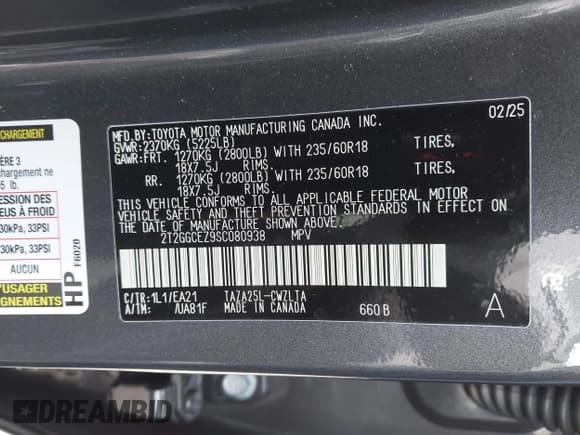 CHARGEMENT
ÈRE 3
chargement ne
5 lb.
ESSION DES
EUS À FROID
30kPa, 33PSI
30kPa, 33PSI
AUCUN
'USAGER
GNEMENTS
HP
F6020
02/25
MFD.BY:TOYOTA MOTOR MANUFACTURING CANADA INC.
GVWR:2370KG (5225LB)
GAWR:FRT. 1270KG (2800LB) WITH 235/60R18 TIRES,
18X7.5J RIMS.
RR. 1270KG (2800LB) WITH 235/60R18 TIRES,
18X7.5J RIMS.
THIS VEHICLE CONFORMS TO ALL APPLICABLE FEDERAL MOTOR
VEHICLE SAFETY AND THEFT PREVENTION STANDARDS IN EFFECT ON
THE DATE OF MANUFACTURE SHOWN ABOVE.
2T2GGCEZ9SC080938 MPV
C/TR:1L1/EA21 TAZA25L-CWZLTA
A/TM: /UA81F MADE IN CANADA 660B
A
DREAMBID